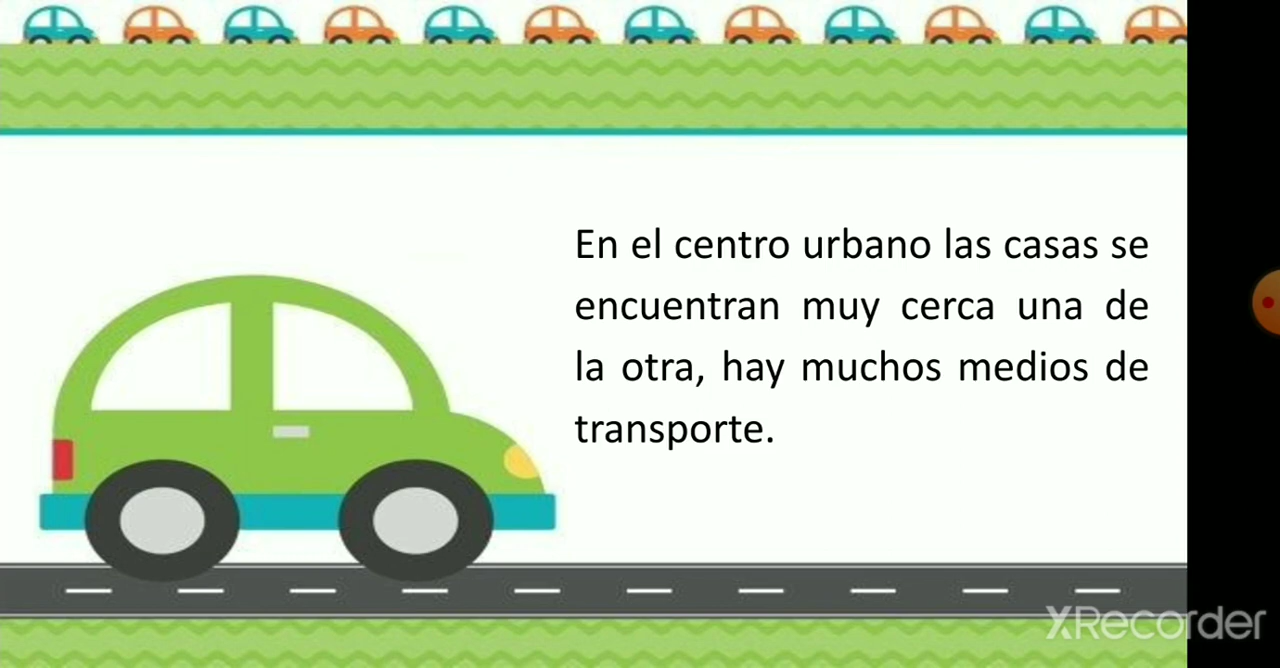 En el centro urbano las casas se
encuentran muy cerca una de
la otra, hay muchos medios de
transporte.
XRecorder